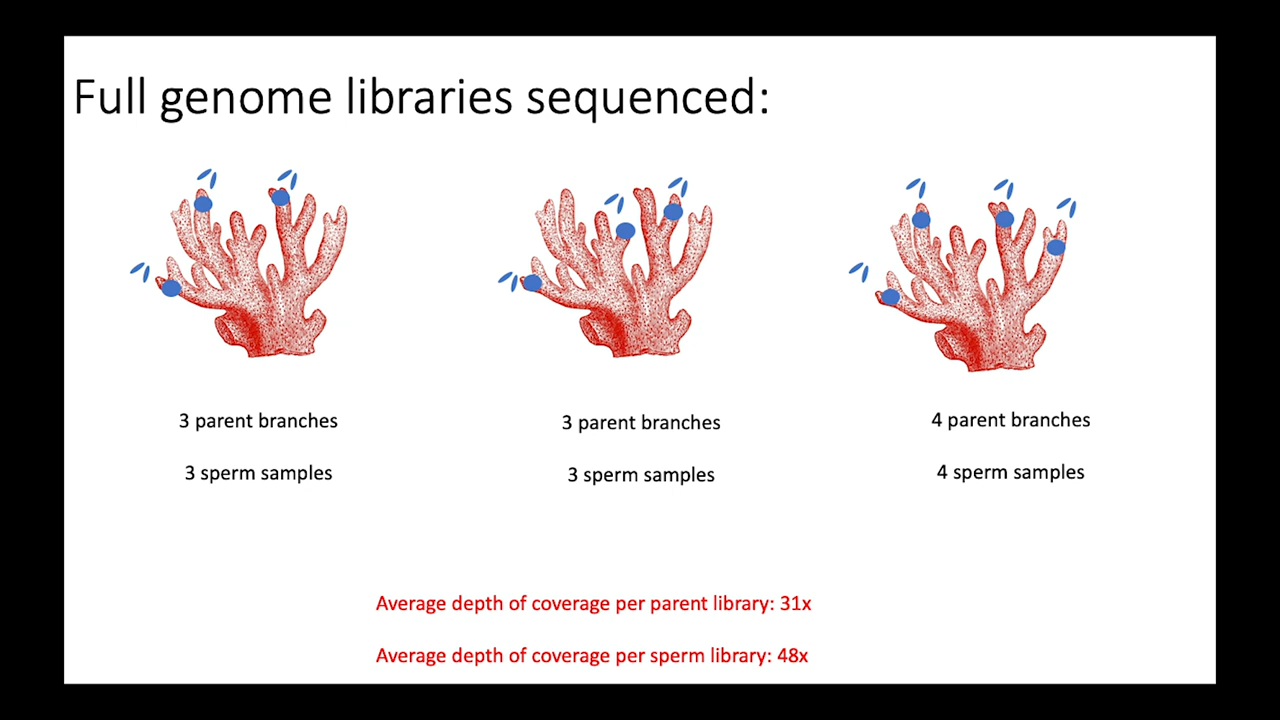 Full genome libraries sequenced:
3 parent branches
3 sperm samples
3 parent branches
3 sperm samples
4 parent branches
4 sperm samples
Average depth of coverage per parent library: 31x
Average depth of coverage per sperm library: 48x